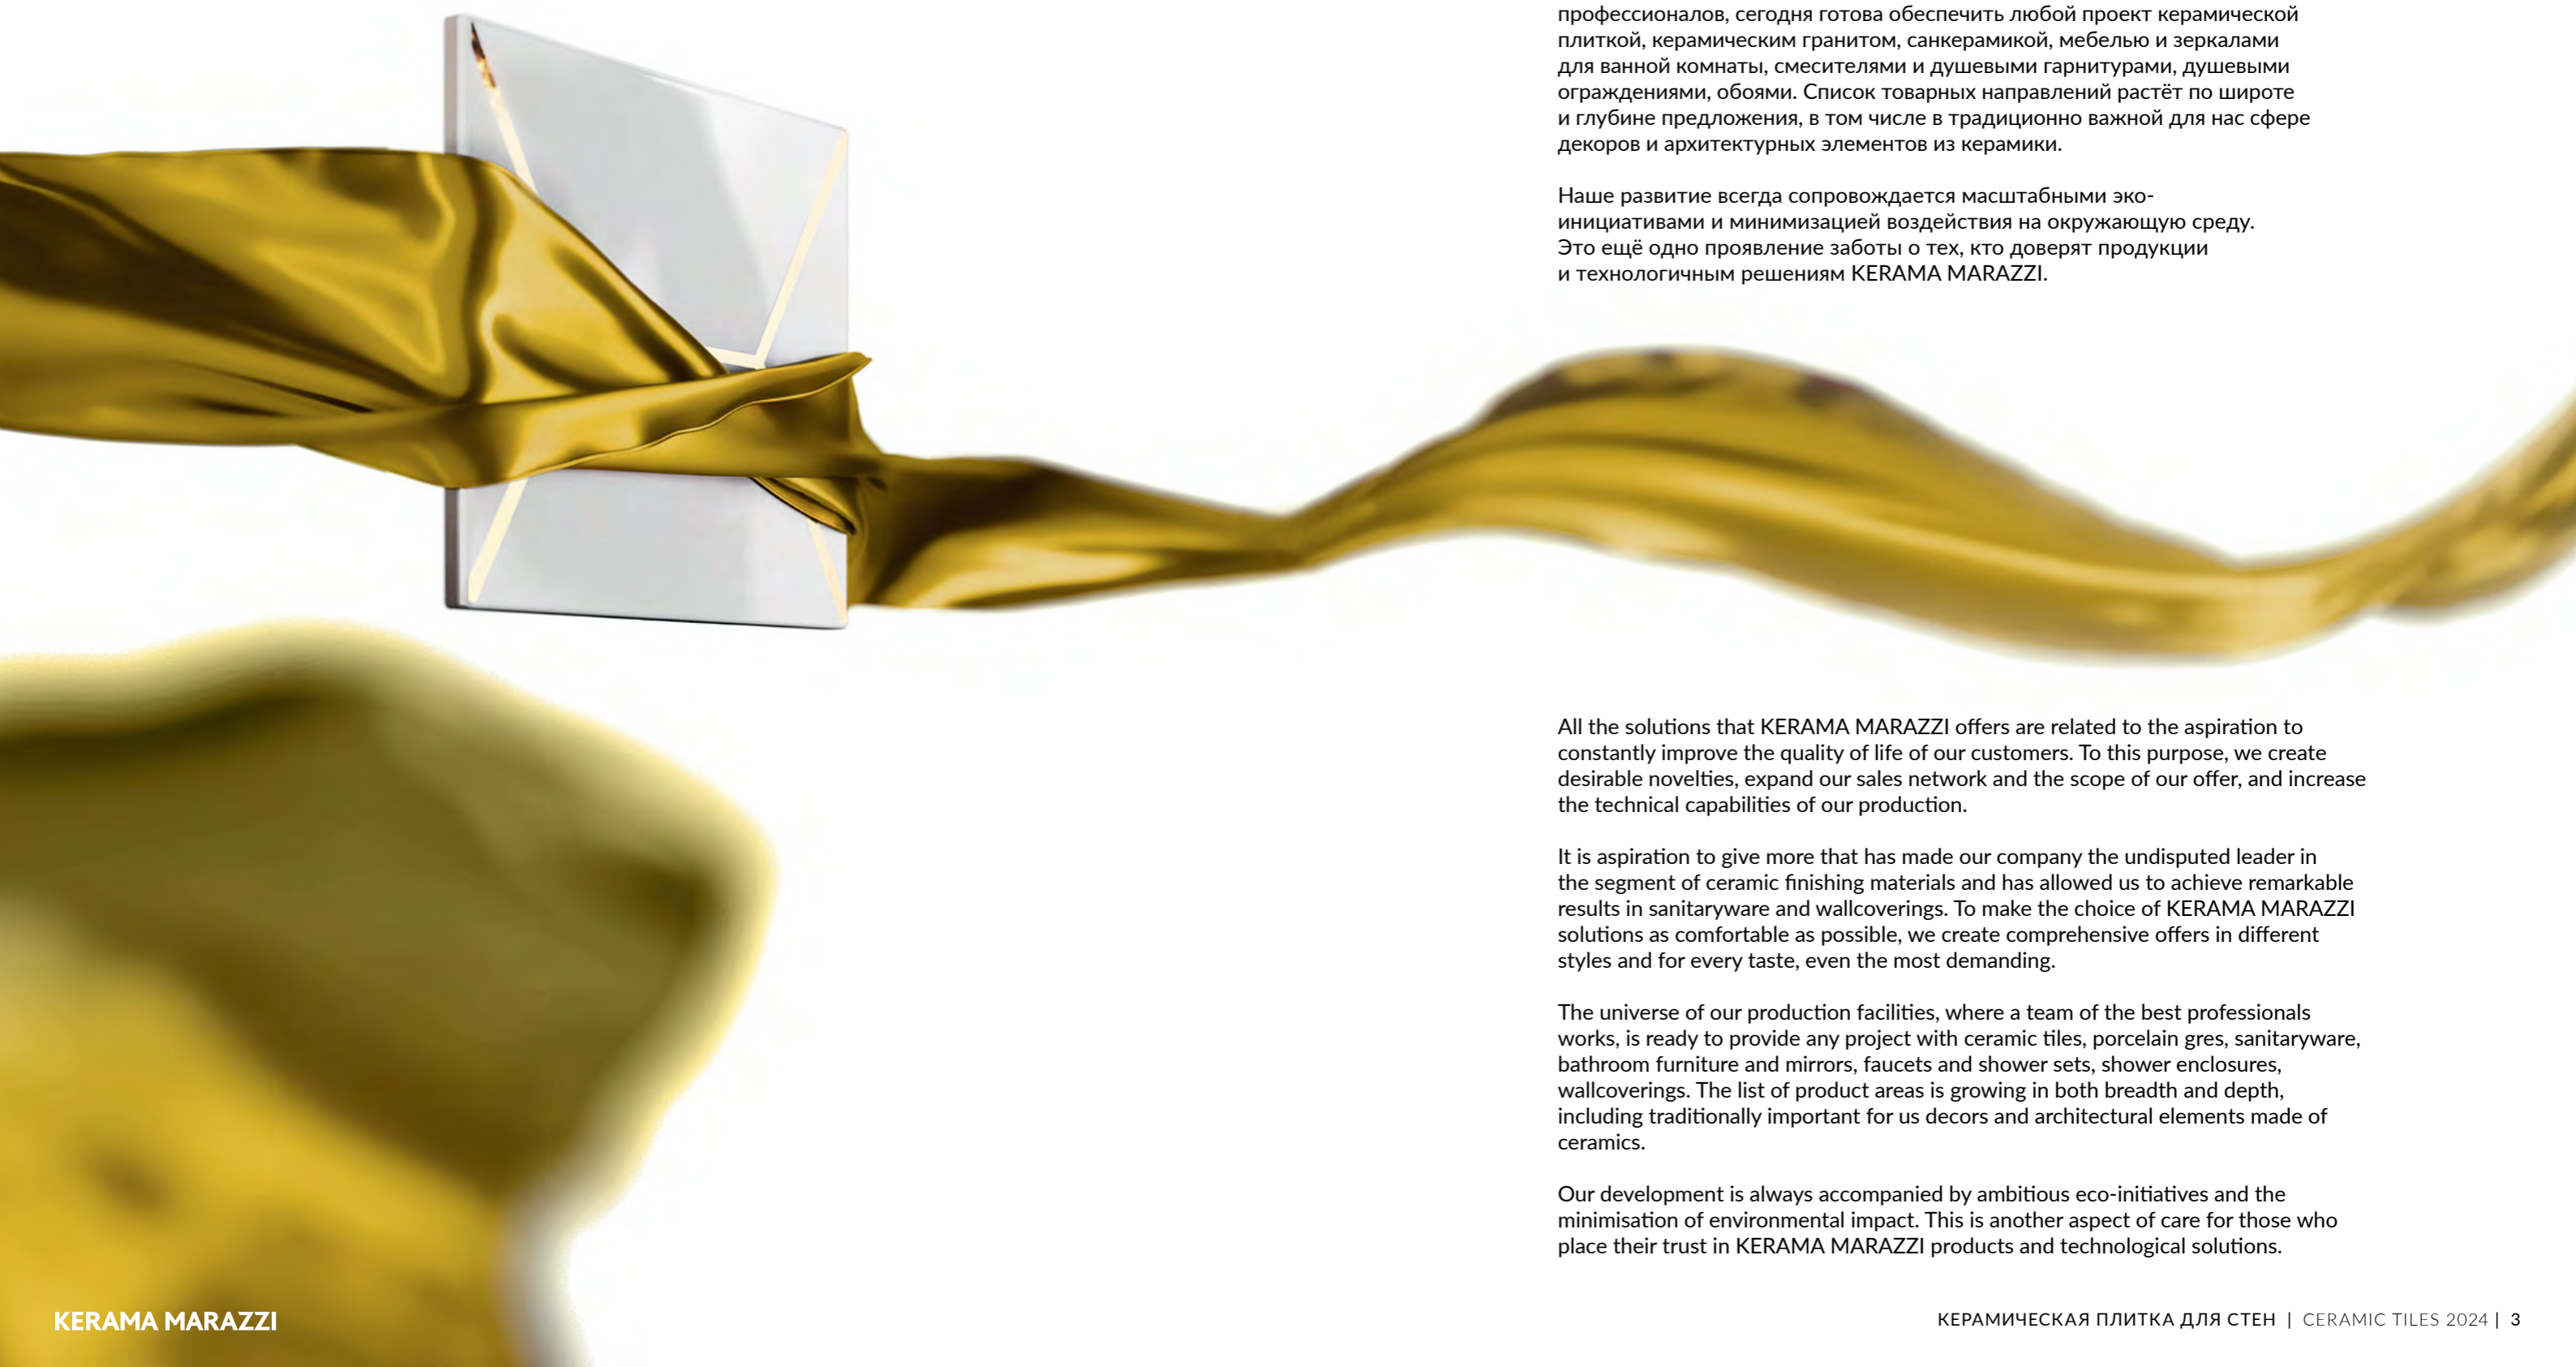 профессионалов, сегодня готова обеспечить любой проект керамической
плиткой, керамическим гранитом, санкерамикой, мебелью и зеркалами
для ванной комнаты, смесителями и душевыми гарнитурами, душевыми
ограждениями, обоями. Список товарных направлений растёт по широте
и глубине предложения, в том числе в традиционно важной для нас сфере
декоров и архитектурных элементов из керамики.
Наше развитие всегда сопровождается масштабными эко-
инициативами и минимизацией воздействия на окружающую среду.
Это ещё одно проявление заботы о тех, кто доверят продукции
и технологичным решениям KERAMA MARAZZI.
All the solutions that KERAMA MARAZZI offers are related to the aspiration to
constantly improve the quality of life of our customers. To this purpose, we create
desirable novelties, expand our sales network and the scope of our offer, and increase
the technical capabilities of our production.
It is aspiration to give more that has made our company the undisputed leader in
the segment of ceramic finishing materials and has allowed us to achieve remarkable
results in sanitaryware and wallcoverings. To make the choice of KERAMA MARAZZI
solutions as comfortable as possible, we create comprehensive offers in different
styles and for every taste, even the most demanding.
The universe of our production facilities, where a team of the best professionals
works, is ready to provide any project with ceramic tiles, porcelain gres, sanitaryware,
bathroom furniture and mirrors, faucets and shower sets, shower enclosures,
wallcoverings. The list of product areas is growing in both breadth and depth,
including traditionally important for us decors and architectural elements made of
ceramics.
Our development is always accompanied by ambitious eco-initiatives and the
minimisation of environmental impact. This is another aspect of care for those who
place their trust in KERAMA MARAZZI products and technological solutions.
KERAMA MARAZZI
КЕРАМИЧЕСКАЯ ПЛИТКА ДЛЯ СТЕН | CERAMIC TILES 2024 | 3